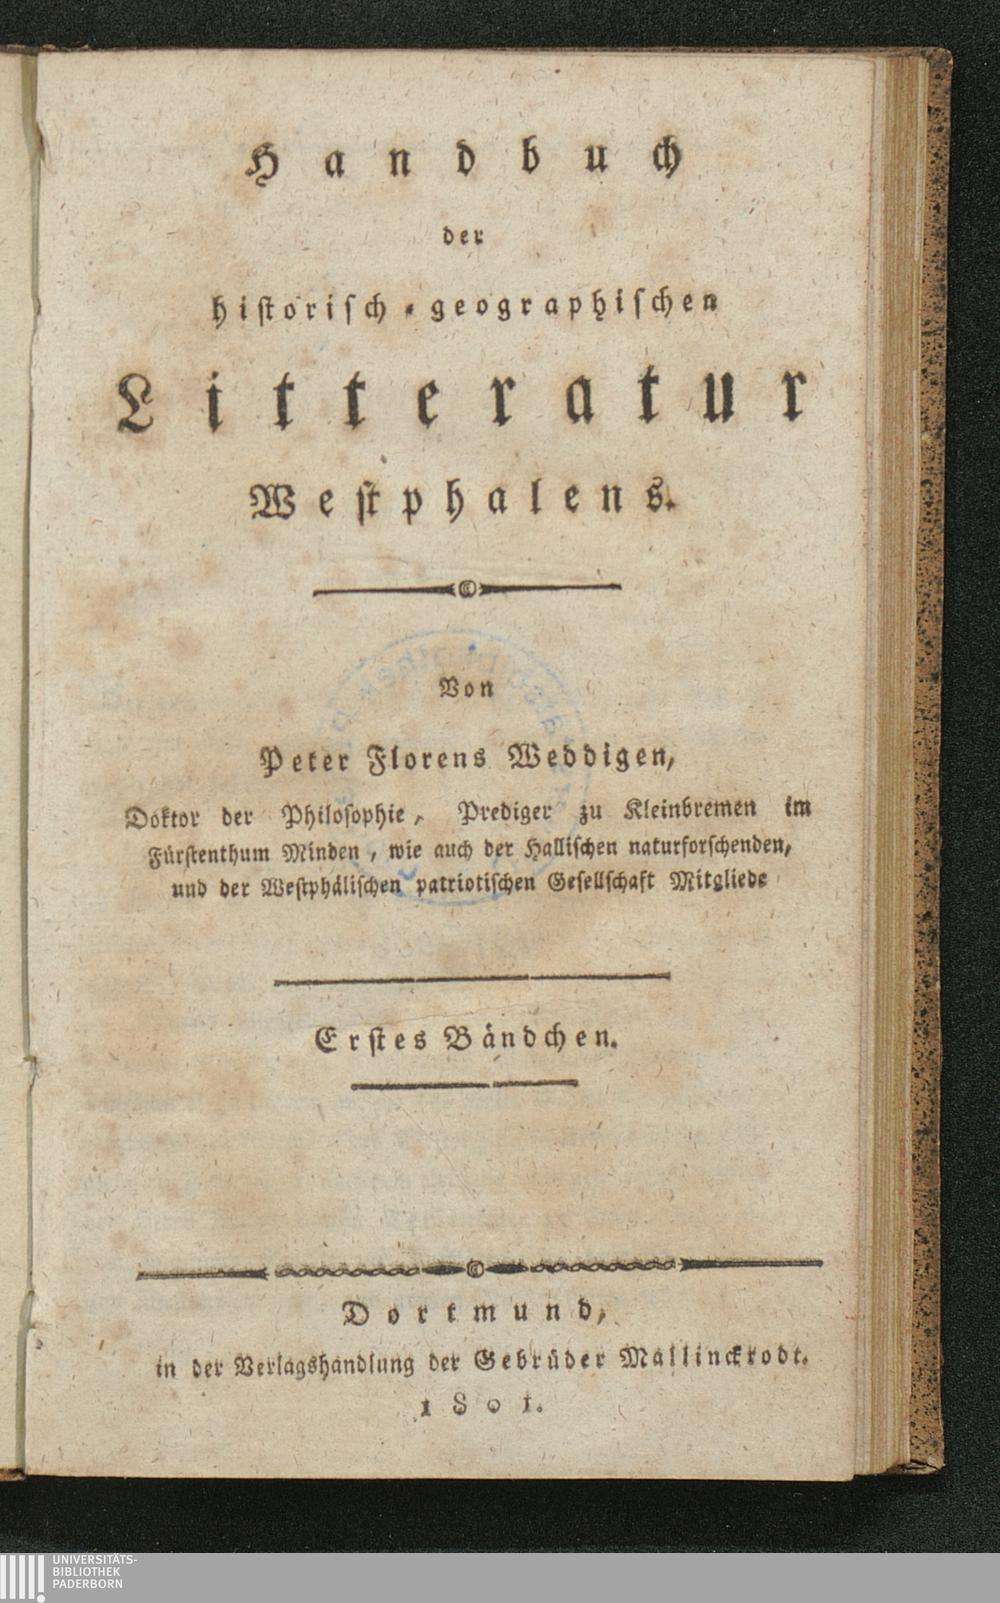 Handbuch
der
historisch-geographischen
Litteratur
Westphalens.
Von
Peter Florens Weddigen,
Doktor der Philosophie, Prediger zu Kleinbremen im
Fürstenthum Minden, wie auch der Hallischen naturforschenden,
und der Westphälischen patriotischen Gesellschaft Mitgliede
Erstes Bändchen.
Dortmund,
in der Verlagshandlung der Gebrüder Mallinckrodt.
1801.
UNIVERSITÄTS-
BIBLIOTHEK
PADERBORN